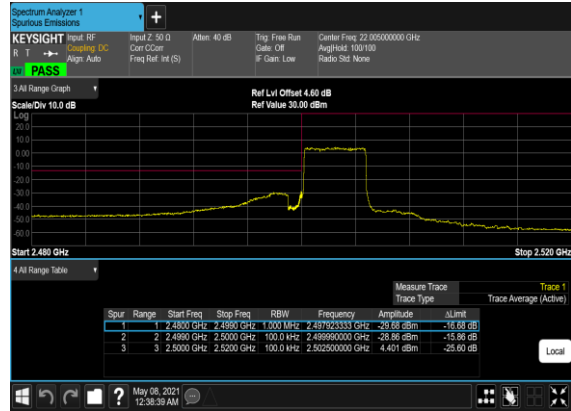 Spectrum Analyzer 1
Spurious Emissions
KEYSIGHT Input: RF Input Z: 50 Ω Atten: 40 dB Trig: Free Run Center Freq: 22.005000000 GHz
R T Coupling: DC Corr CCorr Gate: Off Avg|Hold: 100/100
Align: Auto Freq Ref: Int (S) IF Gain: Low Radio Std: None
PASS
3 All Range Graph
Ref Lvl Offset 4.60 dB
Scale/Div 10.0 dB Ref Value 30.00 dBm
Log
20.0
10.0
0.00
-10.0
-20.0
-30.0
-40.0
-50.0
-60.0
Start 2.480 GHz Stop 2.520 GHz
4 All Range Table
Measure Trace Trace 1
Trace Type Trace Average (Active)
Spur Range Start Freq Stop Freq RBW Frequency Amplitude ΔLimit
1 1 2.4800 GHz 2.4990 GHz 1.000 MHz 2.497923333 GHz -29.68 dBm -16.68 dB
2 2 2.4990 GHz 2.5000 GHz 100.0 kHz 2.499990000 GHz -28.86 dBm -15.86 dB
3 3 2.5000 GHz 2.5200 GHz 100.0 kHz 2.502500000 GHz 4.401 dBm -25.60 dB
Local
?
May 08, 2021
12:38:39 AM